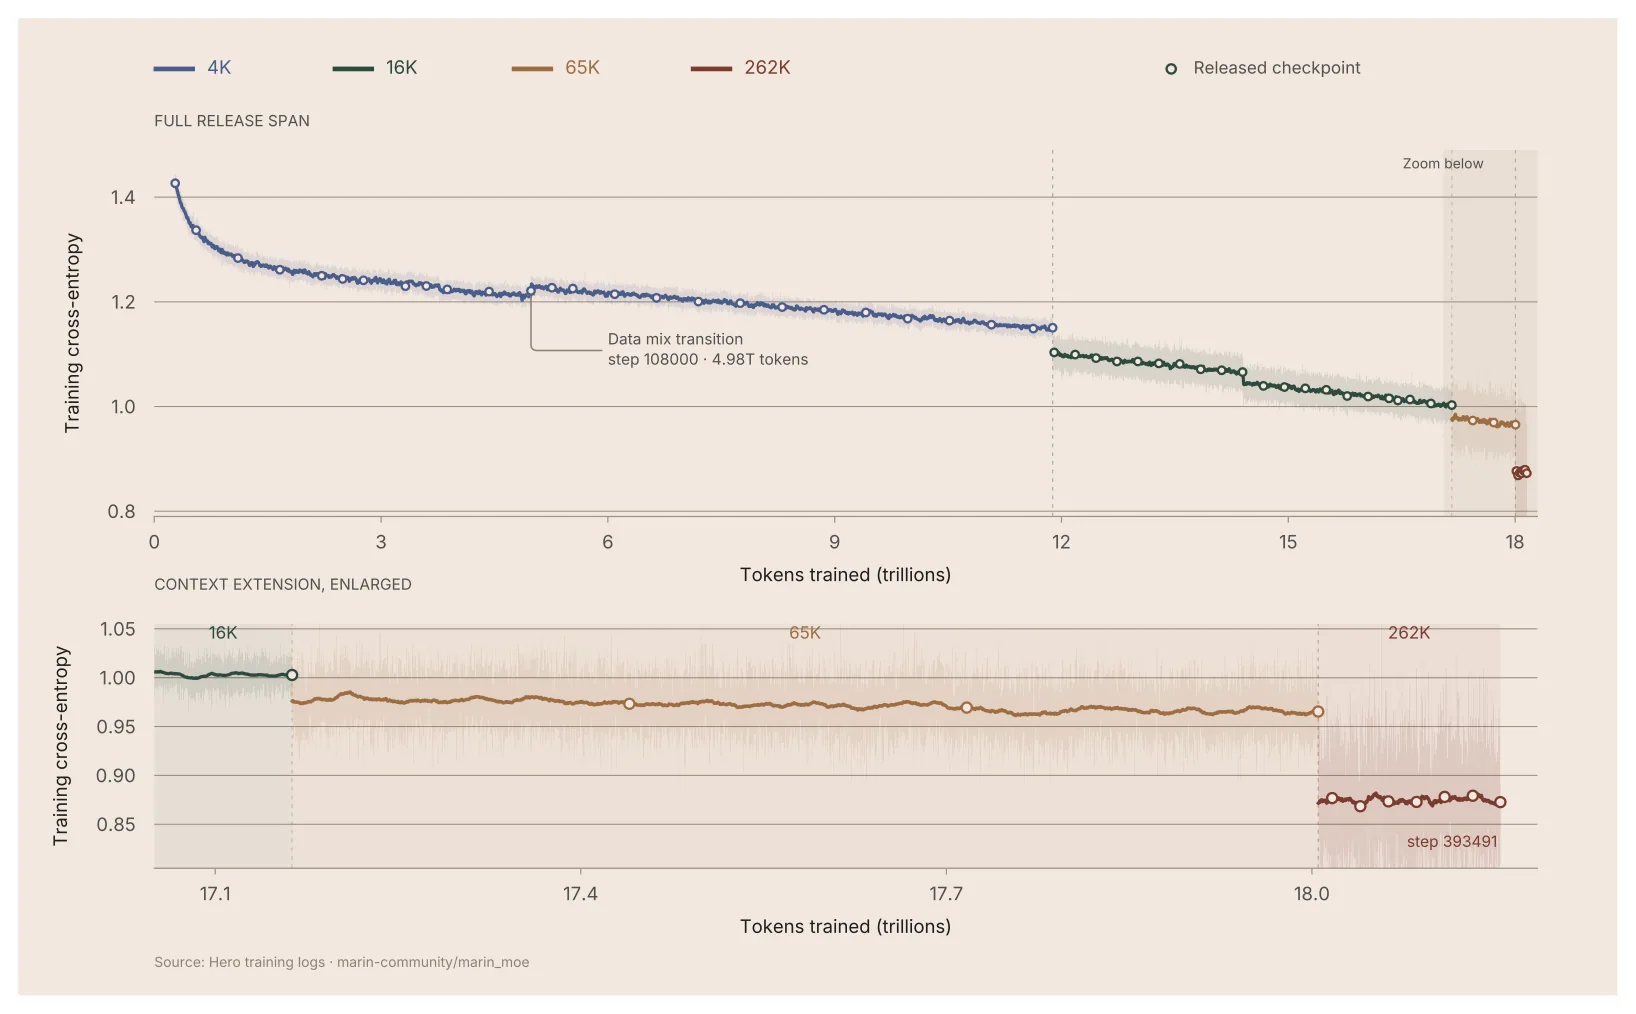 4K 16K 65K 262K Released checkpoint
FULL RELEASE SPAN
Zoom below
1.4
1.2
1.0
0.8
Training cross-entropy
Data mix transition
step 108000 · 4.98T tokens
0 3 6 9 12 15 18
Tokens trained (trillions)
CONTEXT EXTENSION, ENLARGED
16K 65K 262K
1.05
1.00
0.95
0.90
0.85
Training cross-entropy
step 393491
17.1 17.4 17.7 18.0
Tokens trained (trillions)
Source: Hero training logs · marin-community/marin_moe